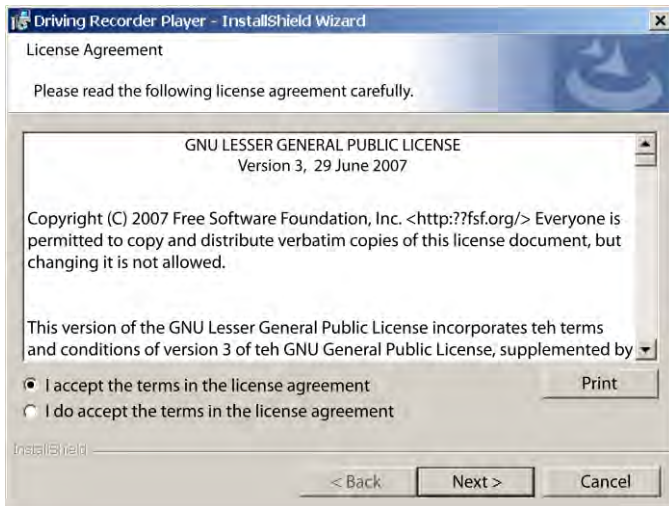 Driving Recorder Player - InstallShield Wizard
License Agreement
Please read the following license agreement carefully.
GNU LESSER GENERAL PUBLIC LICENSE
Version 3, 29 June 2007
Copyright (C) 2007 Free Software Foundation, Inc. <http:??fsf.org/> Everyone is
permitted to copy and distribute verbatim copies of this license document, but
changing it is not allowed.
This version of the GNU Lesser General Public License incorporates teh terms
and conditions of version 3 of teh GNU General Public License, supplemented by
I accept the terms in the license agreement
Print
I do accept the terms in the license agreement
InstallShield
< Back
Next >
Cancel